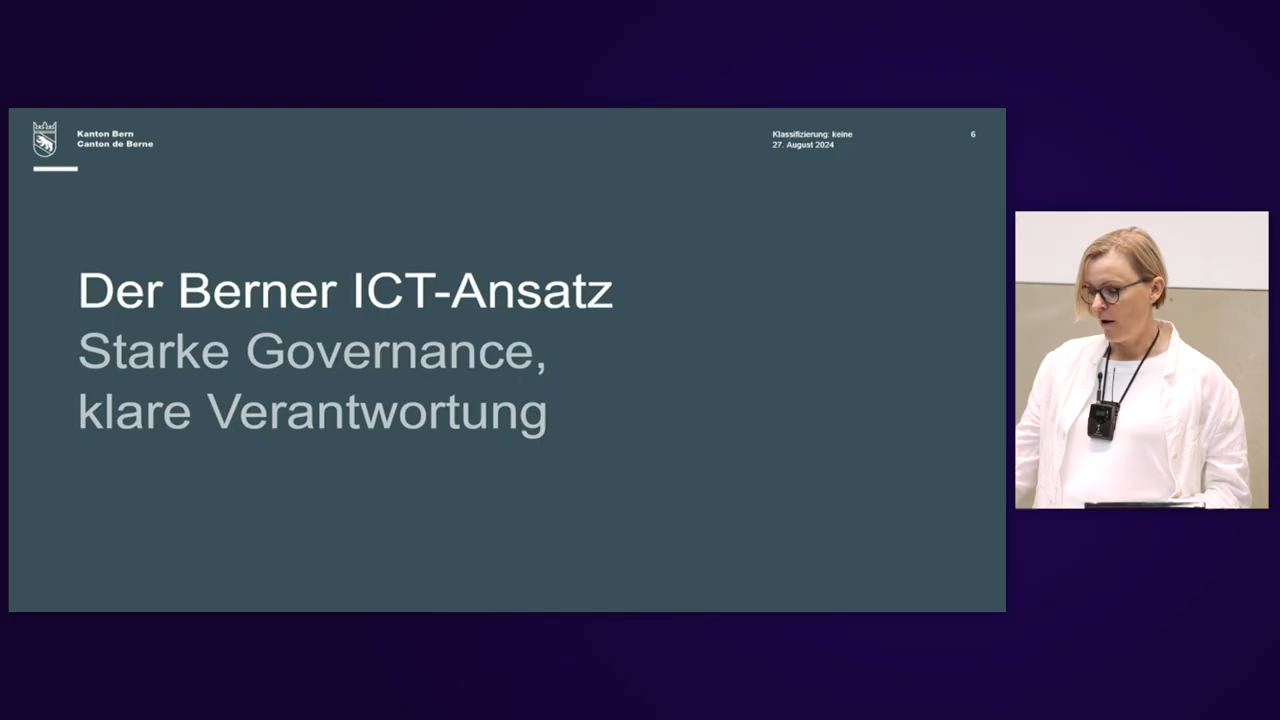 Kanton Bern
Canton de Berne
Klassifizierung: keine
27. August 2024
6
Der Berner ICT-Ansatz
Starke Governance,
klare Verantwortung